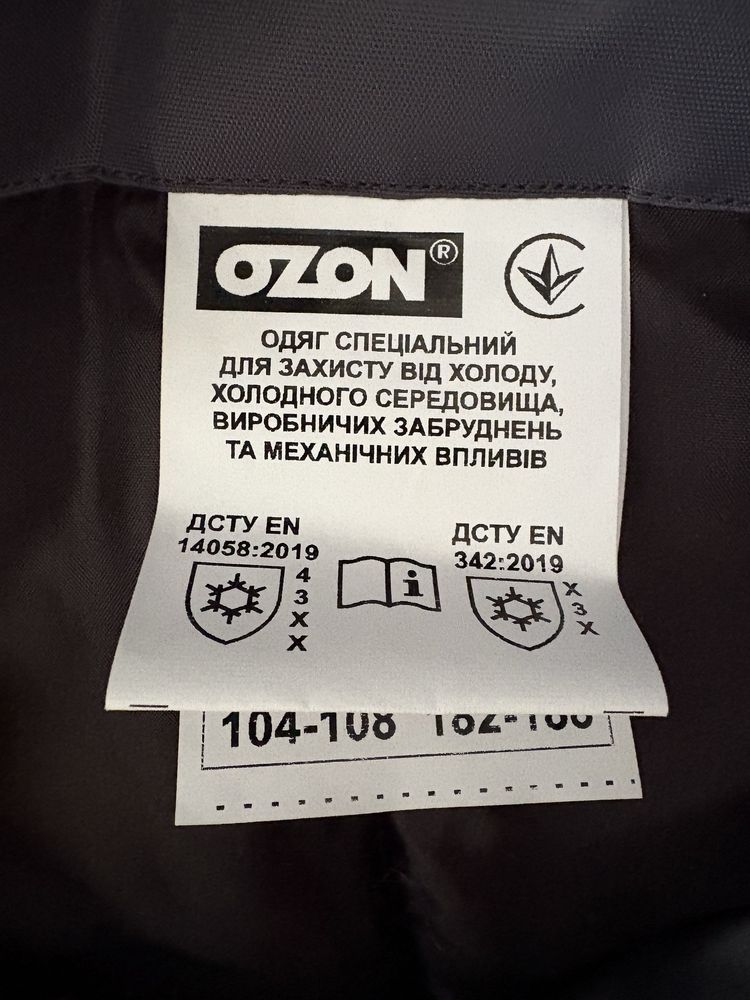 OZON®
ОДЯГ СПЕЦІАЛЬНИЙ
ДЛЯ ЗАХИСТУ ВІД ХОЛОДУ,
ХОЛОДНОГО СЕРЕДОВИЩА,
ВИРОБНИЧИХ ЗАБРУДНЕНЬ
ТА МЕХАНІЧНИХ ВПЛИВІВ
ДСТУ EN
14058:2019
4
3
X
X
i
ДСТУ EN
342:2019
X
3
X
104-108